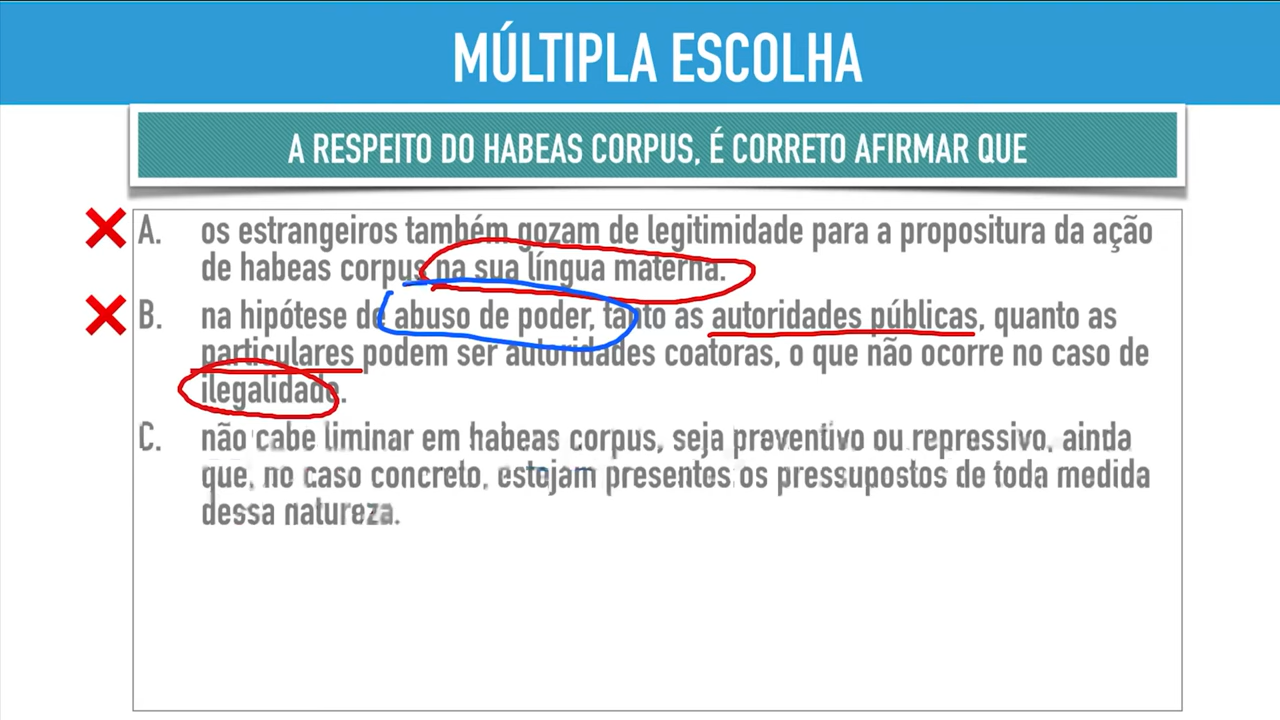 MÚLTIPLA ESCOLHA
A RESPEITO DO HABEAS CORPUS, É CORRETO AFIRMAR QUE
A. os estrangeiros também gozam de legitimidade para a propositura da ação
de habeas corpus na sua língua materna.
B. na hipótese de abuso de poder, tanto as autoridades públicas, quanto as
particulares podem ser autoridades coatoras, o que não ocorre no caso de
ilegalidade.
C. não cabe liminar em habeas corpus, seja preventivo ou repressivo, ainda
que, no caso concreto, estejam presentes os pressupostos de toda medida
dessa natureza.